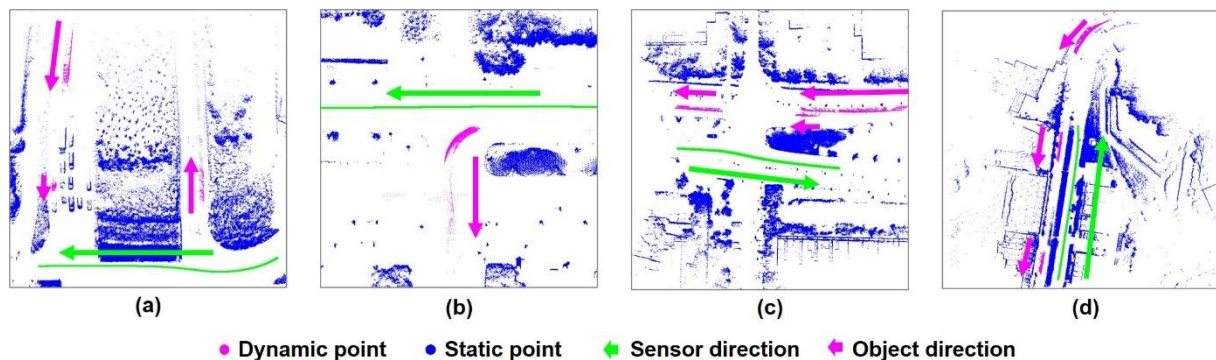 (a) (b) (c) (d)
Dynamic point Static point Sensor direction Object direction